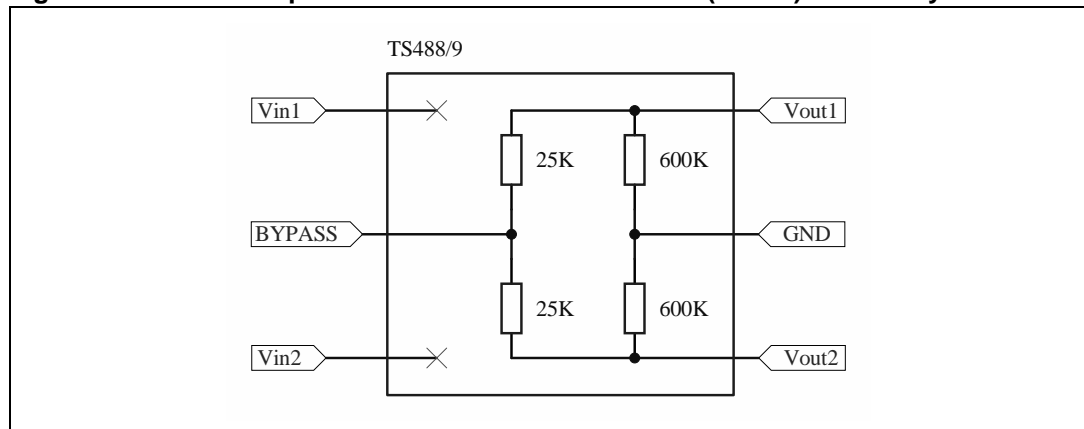 TS488/9
Vin1
Vout1
25K
600K
BYPASS
GND
25K
600K
Vin2
Vout2